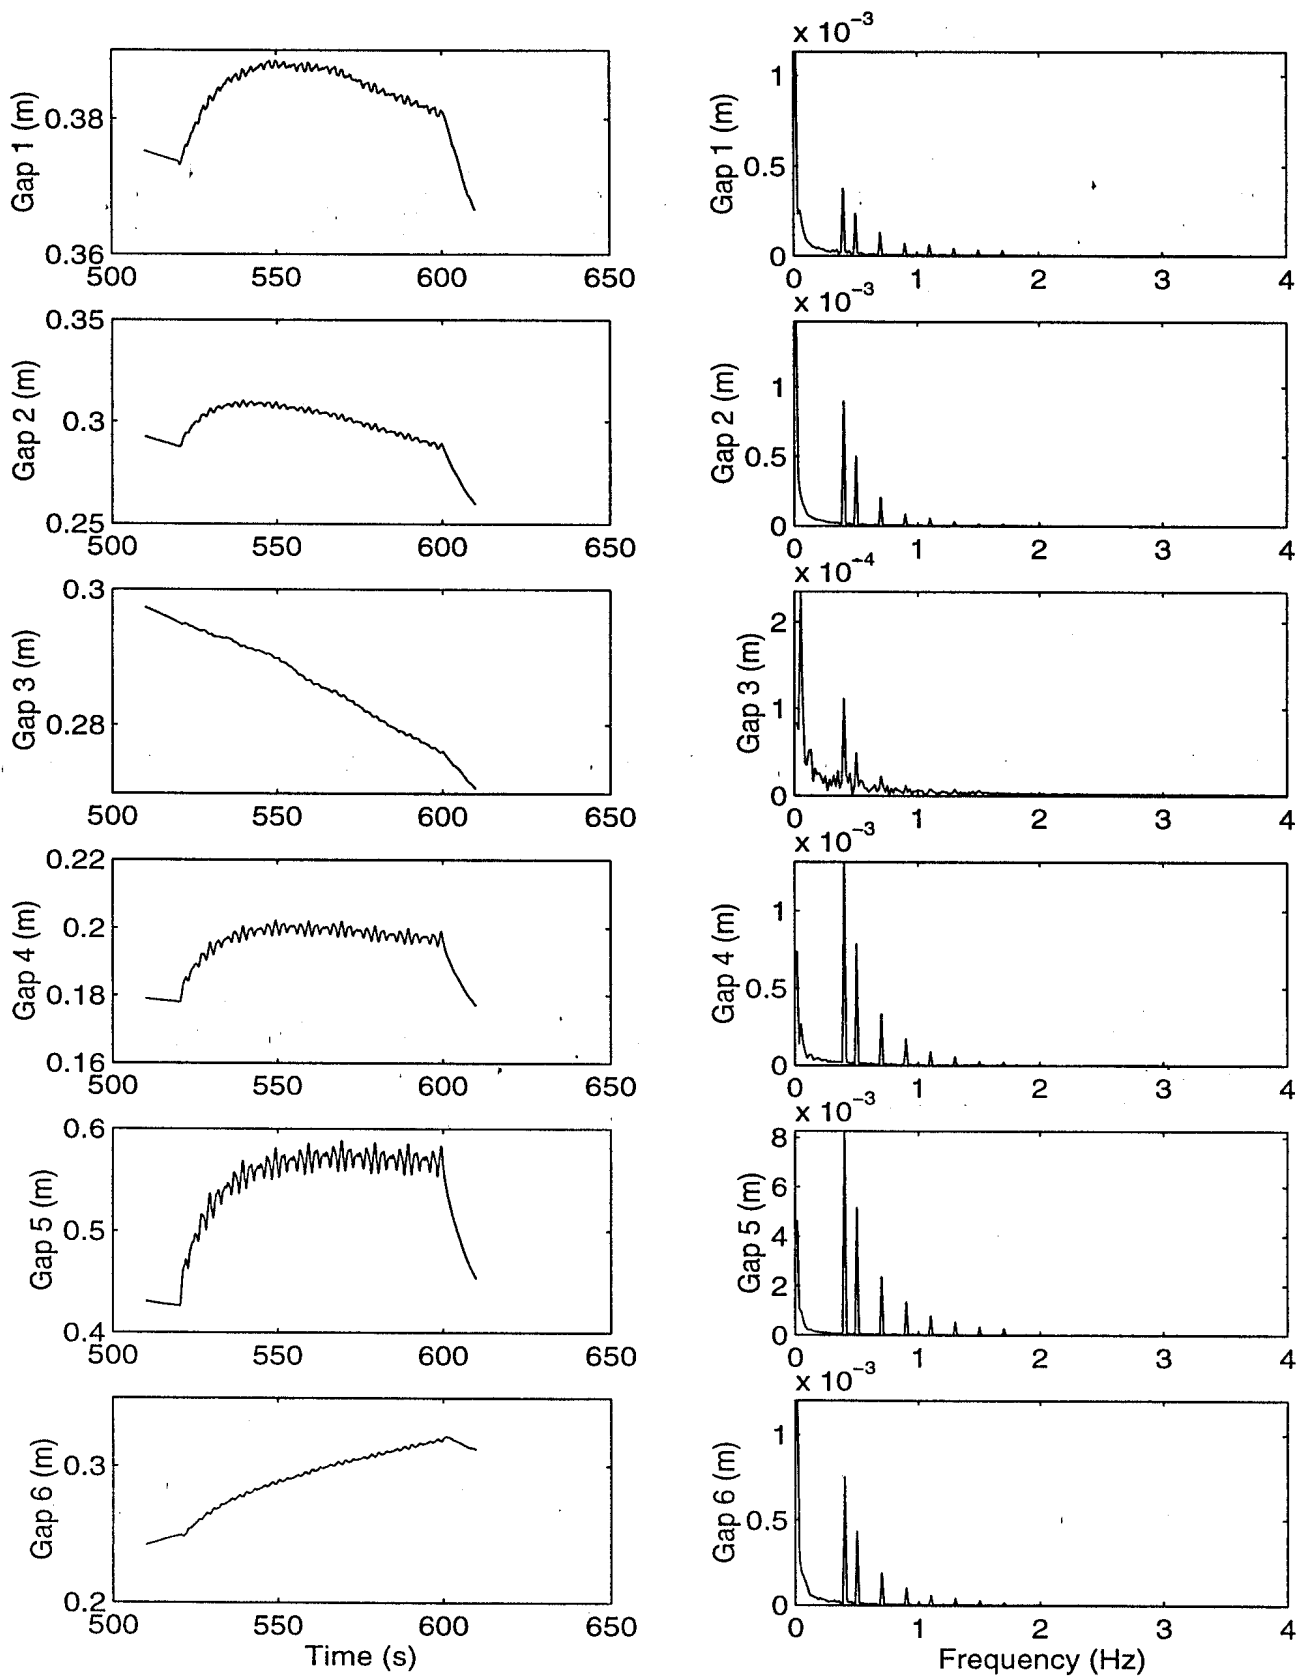 x 10⁻³
Gap 1 (m)
0.38
0.36
500 550 600 650
Gap 1 (m)
1
0.5
0
0 1 2 3 4
x 10⁻³
Gap 2 (m)
0.35
0.3
0.25
500 550 600 650
Gap 2 (m)
1
0.5
0
0 1 2 3 4
x 10⁻⁴
Gap 3 (m)
0.3
0.28
500 550 600 650
Gap 3 (m)
2
1
0
0 1 2 3 4
x 10⁻³
Gap 4 (m)
0.22
0.2
0.18
0.16
500 550 600 650
Gap 4 (m)
1
0.5
0
0 1 2 3 4
x 10⁻³
Gap 5 (m)
0.6
0.5
0.4
500 550 600 650
Gap 5 (m)
8
6
4
2
0
0 1 2 3 4
x 10⁻³
Gap 6 (m)
0.3
0.2
500 550 600 650
Time (s)
Gap 6 (m)
1
0.5
0
0 1 2 3 4
Frequency (Hz)